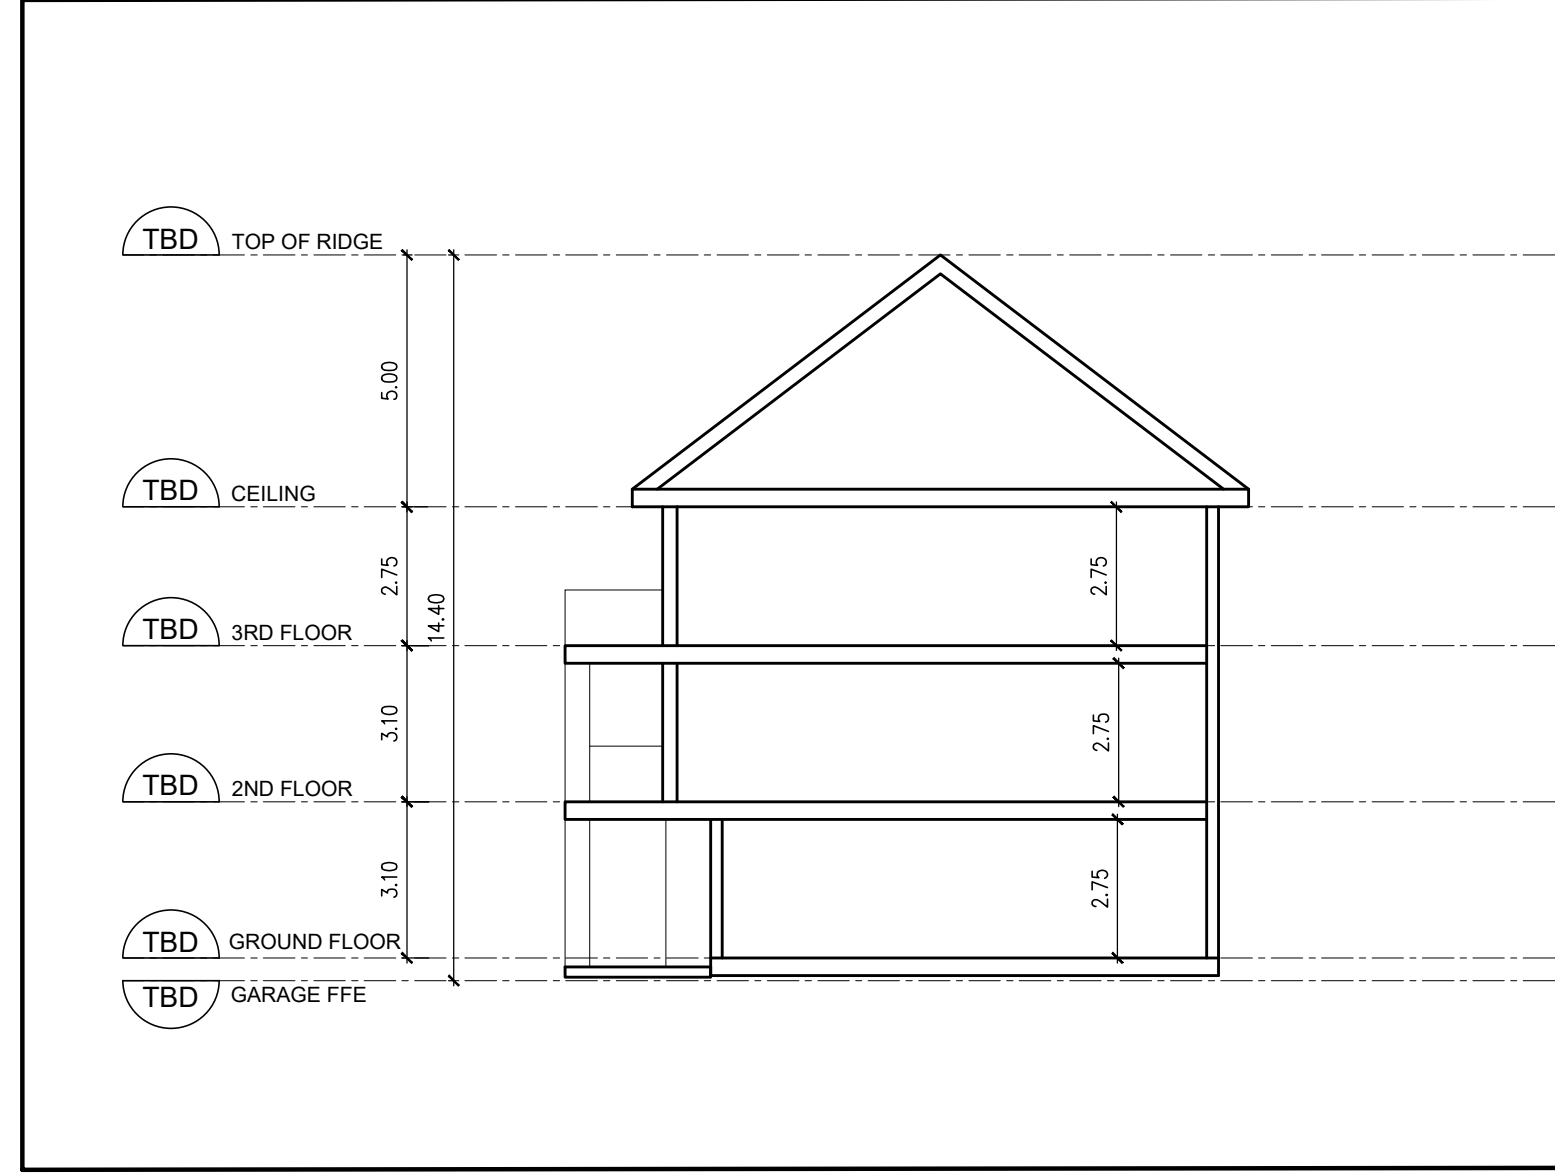 TBD TOP OF RIDGE
5.00
TBD CEILING
2.75
2.75
14.40
TBD 3RD FLOOR
3.10
2.75
TBD 2ND FLOOR
3.10
2.75
TBD GROUND FLOOR
TBD GARAGE FFE